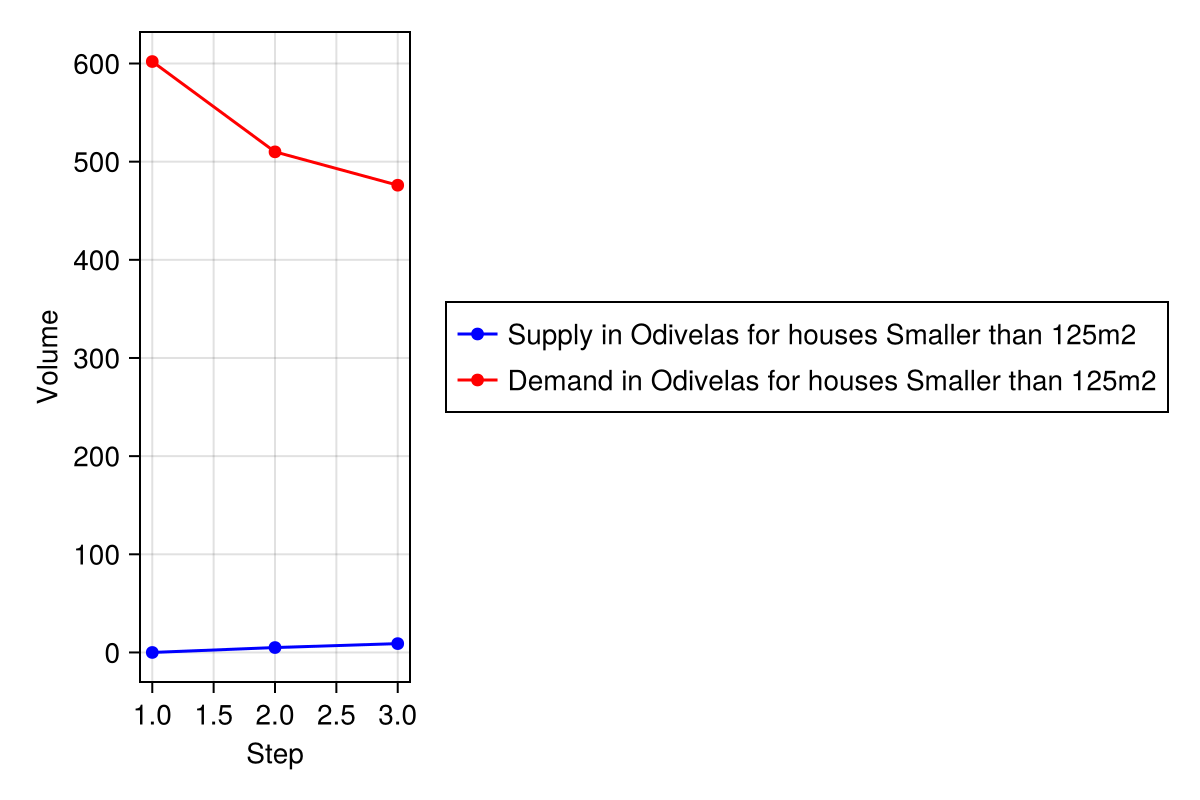 600
500
400
300
200
100
0
Volume
1.0 1.5 2.0 2.5 3.0
Step
Supply in Odivelas for houses Smaller than 125m2
Demand in Odivelas for houses Smaller than 125m2